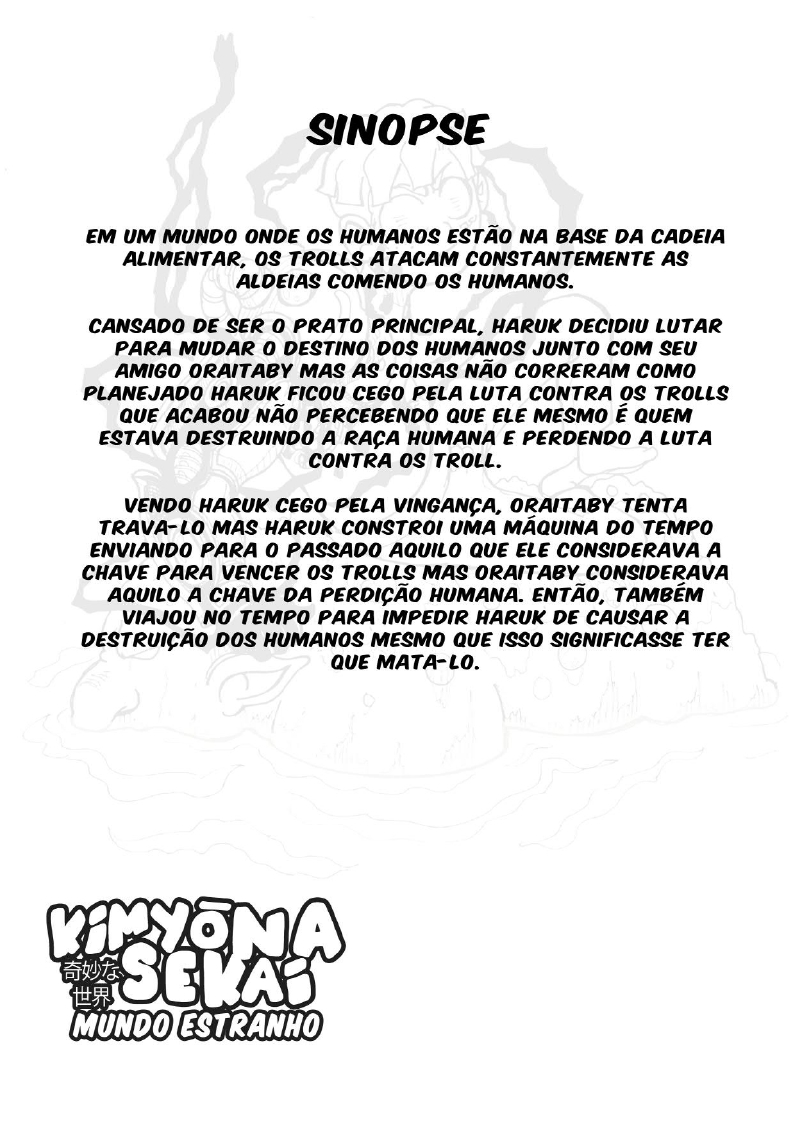 SINOPSE
EM UM MUNDO ONDE OS HUMANOS ESTÃO NA BASE DA CADEIA
ALIMENTAR, OS TROLLS ATACAM CONSTANTEMENTE AS
ALDEIAS COMENDO OS HUMANOS.
CANSADO DE SER O PRATO PRINCIPAL, HARUK DECIDIU LUTAR
PARA MUDAR O DESTINO DOS HUMANOS JUNTO COM SEU
AMIGO ORAITABY MAS AS COISAS NÃO CORRERAM COMO
PLANEJADO HARUK FICOU CEGO PELA LUTA CONTRA OS TROLLS
QUE ACABOU NÃO PERCEBENDO QUE ELE MESMO É QUEM
ESTAVA DESTRUINDO A RAÇA HUMANA E PERDENDO A LUTA
CONTRA OS TROLL.
VENDO HARUK CEGO PELA VINGANÇA, ORAITABY TENTA
TRAVA-LO MAS HARUK CONSTROI UMA MÁQUINA DO TEMPO
ENVIANDO PARA O PASSADO AQUILO QUE ELE CONSIDERAVA A
CHAVE PARA VENCER OS TROLLS MAS ORAITABY CONSIDERAVA
AQUILO A CHAVE DA PERDIÇÃO HUMANA. ENTÃO, TAMBÉM
VIAJOU NO TEMPO PARA IMPEDIR HARUK DE CAUSAR A
DESTRUIÇÃO DOS HUMANOS MESMO QUE ISSO SIGNIFICASSE TER
QUE MATA-LO.
KIMYŌNA
SEKAI
奇妙な
世界
MUNDO ESTRANHO